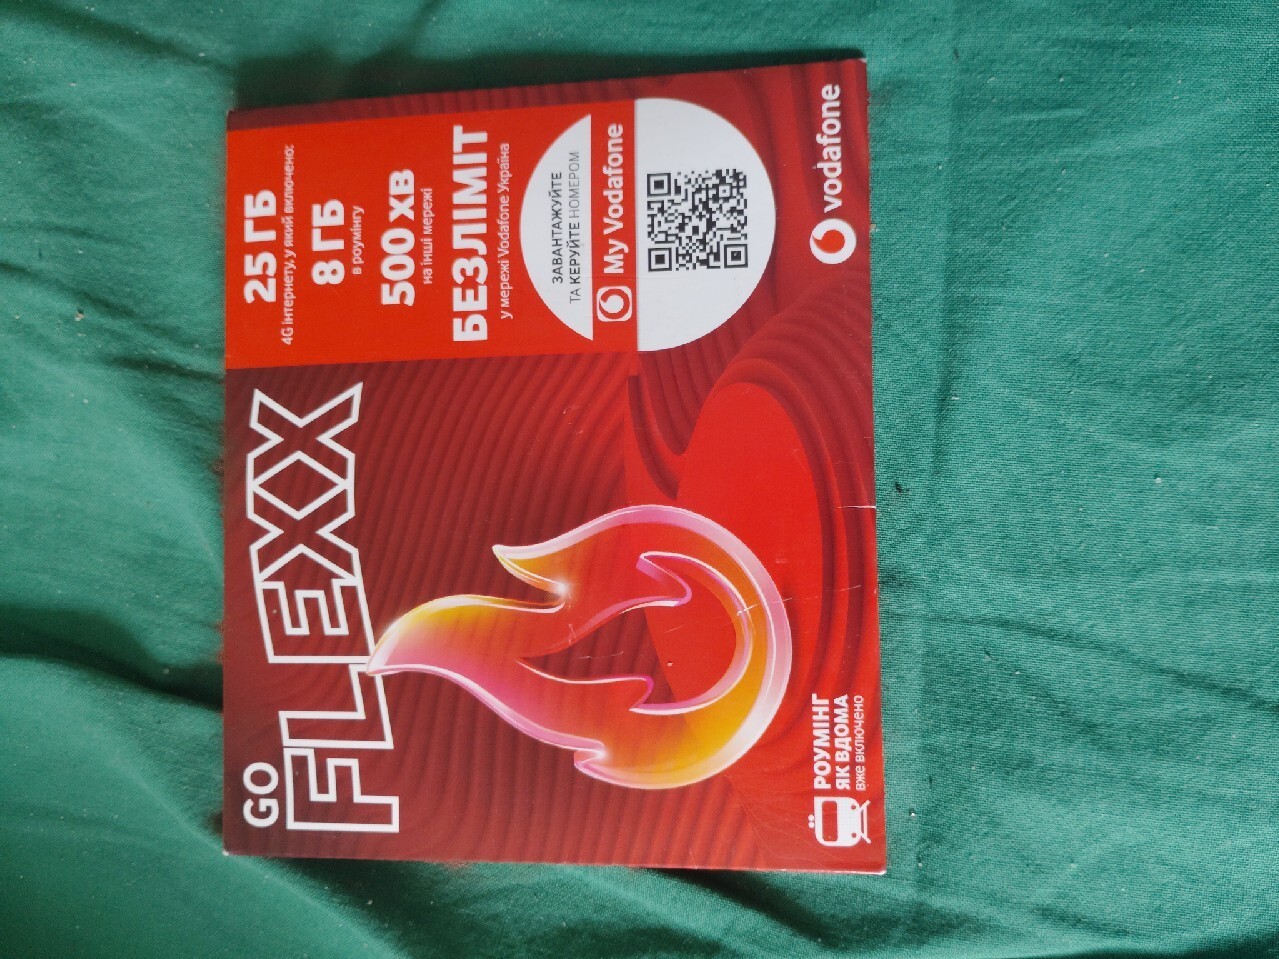 GO
FLEXX
25 ГБ
4G інтернету, у який включено:
8 ГБ
в роумінгу
500 ХВ
на інші мережі
БЕЗЛІМІТ
у мережі Vodafone Україна
ЗАВАНТАЖУЙТЕ
ТА КЕРУЙТЕ НОМЕРОМ
My Vodafone
РОУМІНГ
ЯК ВДОМА
вже включено
vodafone